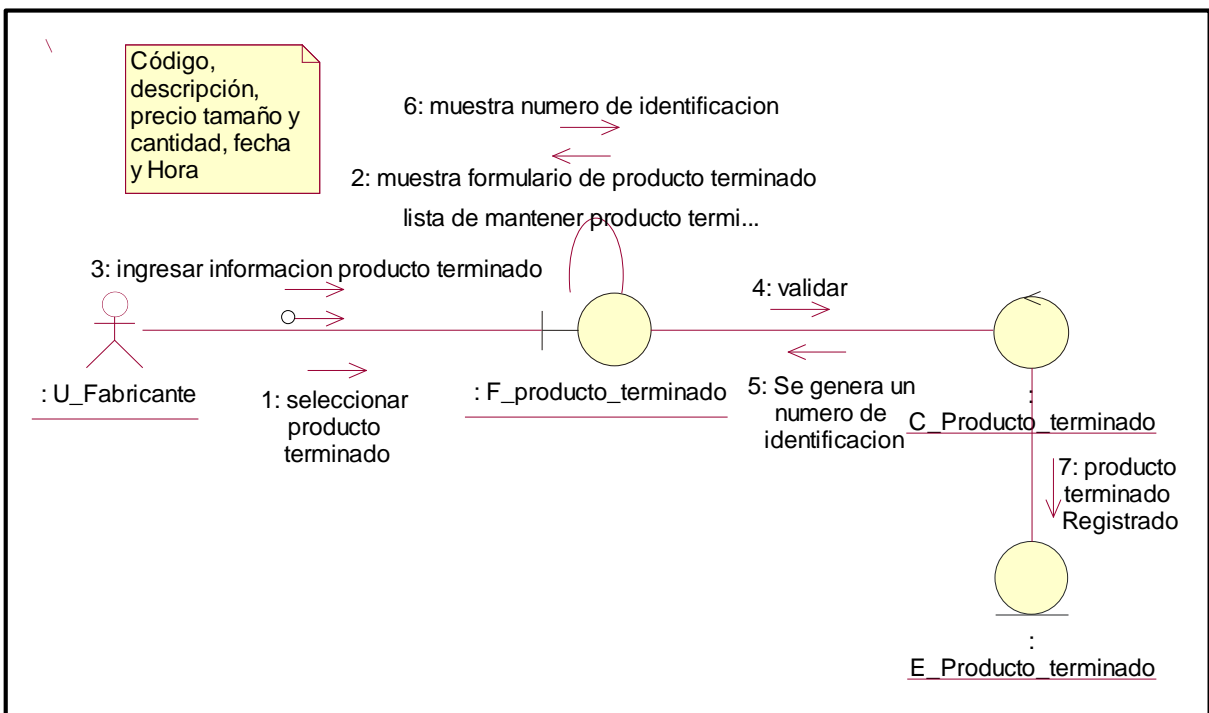 Código,
descripción,
precio tamaño y
cantidad, fecha
y Hora
6: muestra numero de identificacion
2: muestra formulario de producto terminado
lista de mantener producto termi...
3: ingresar informacion producto terminado
4: validar
: U_Fabricante
1: seleccionar
producto
terminado
: F_producto_terminado
5: Se genera un
numero de
identificacion
:
C_Producto_terminado
7: producto
terminado
Registrado
:
E_Producto_terminado